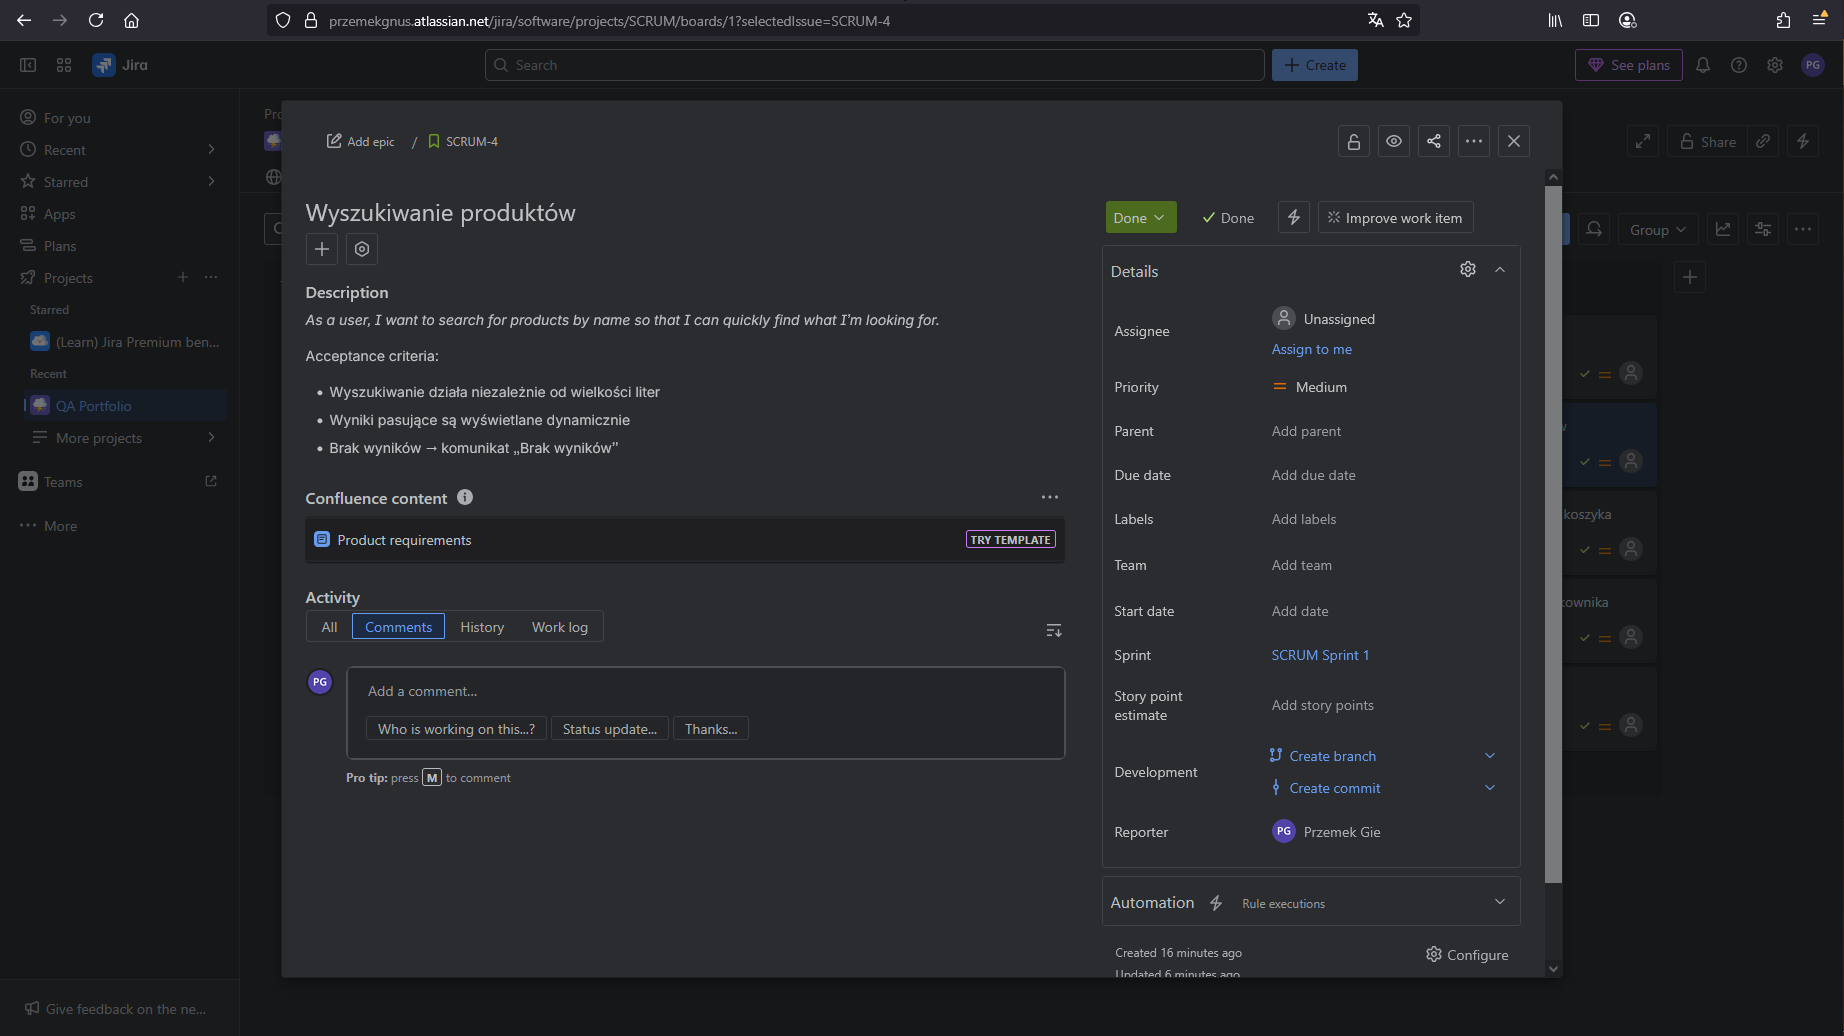 przemekgnus.atlassian.net/jira/software/projects/SCRUM/boards/1?selectedIssue=SCRUM-4
Jira
Search
Create
See plans
PG
For you
Recent
Starred
Apps
Plans
Projects
Starred
(Learn) Jira Premium ben...
Recent
QA Portfolio
More projects
Teams
More
Give feedback on the ne...
Share
Group
koszyka
Add epic / SCRUM-4
Wyszukiwanie produktów
Description
As a user, I want to search for products by name so that I can quickly find what I'm looking for.
Acceptance criteria:
• Wyszukiwanie działa niezależnie od wielkości liter
• Wyniki pasujące są wyświetlane dynamicznie
• Brak wyników → komunikat „Brak wyników”
Confluence content
Product requirements TRY TEMPLATE
Activity
All Comments History Work log
PG
Add a comment...
Who is working on this...? Status update... Thanks...
Pro tip: press M to comment
Done Done Improve work item
Details
Assignee Unassigned
Assign to me
Priority Medium
Parent Add parent
Due date Add due date
Labels Add labels
Team Add team
Start date Add date
Sprint SCRUM Sprint 1
Story point estimate Add story points
Development Create branch
Create commit
Reporter PG Przemek Gie
Automation Rule executions
Created 16 minutes ago
Updated 6 minutes ago
Configure